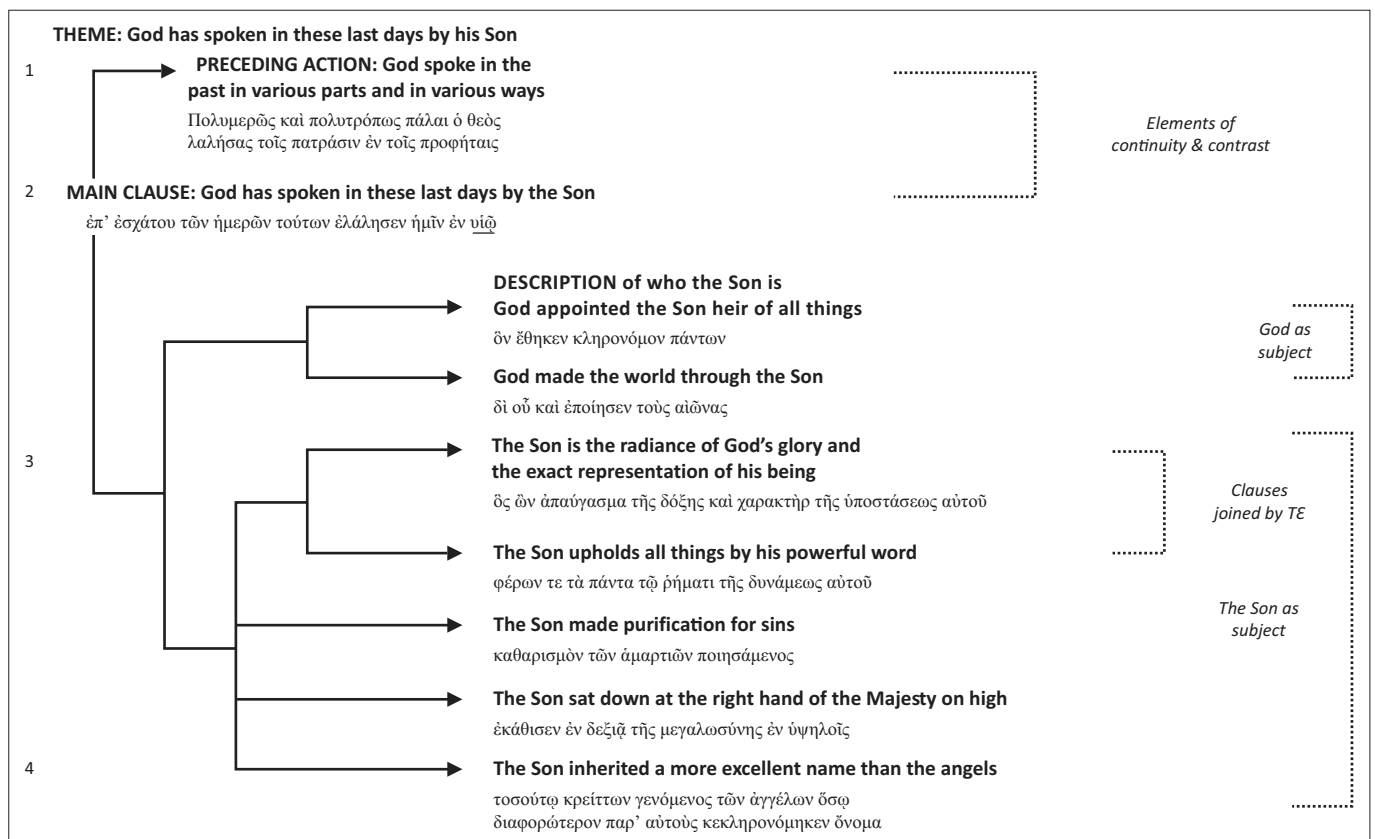 THEME: God has spoken in these last days by his Son
1
PRECEDING ACTION: God spoke in the
past in various parts and in various ways
Πολυμερῶς καὶ πολυτρόπως πάλαι ὁ θεὸς
λαλήσας τοῖς πατράσιν ἐν τοῖς προφήταις
Elements of
continuity & contrast
2
MAIN CLAUSE: God has spoken in these last days by the Son
ἐπ’ ἐσχάτου τῶν ἡμερῶν τούτων ἐλάλησεν ἡμῖν ἐν υἱῷ
DESCRIPTION of who the Son is
God appointed the Son heir of all things
ὃν ἔθηκεν κληρονόμον πάντων
God as
subject
God made the world through the Son
δὶ οὗ καὶ ἐποίησεν τοὺς αἰῶνας
3
The Son is the radiance of God’s glory and
the exact representation of his being
ὃς ὢν ἀπαύγασμα τῆς δόξης καὶ χαρακτὴρ τῆς ὑποστάσεως αὐτοῦ
Clauses
joined by ΤƐ
The Son upholds all things by his powerful word
φέρων τε τὰ πάντα τῷ ῥήματι τῆς δυνάμεως αὐτοῦ
The Son as
subject
The Son made purification for sins
καθαρισμὸν τῶν ἁμαρτιῶν ποιησάμενος
The Son sat down at the right hand of the Majesty on high
ἐκάθισεν ἐν δεξιᾷ τῆς μεγαλωσύνης ἐν ὑψηλοῖς
4
The Son inherited a more excellent name than the angels
τοσούτῳ κρείττων γενόμενος τῶν ἀγγέλων ὅσῳ
διαφορώτερον παρ’ αὐτοὺς κεκληρονόμηκεν ὄνομα